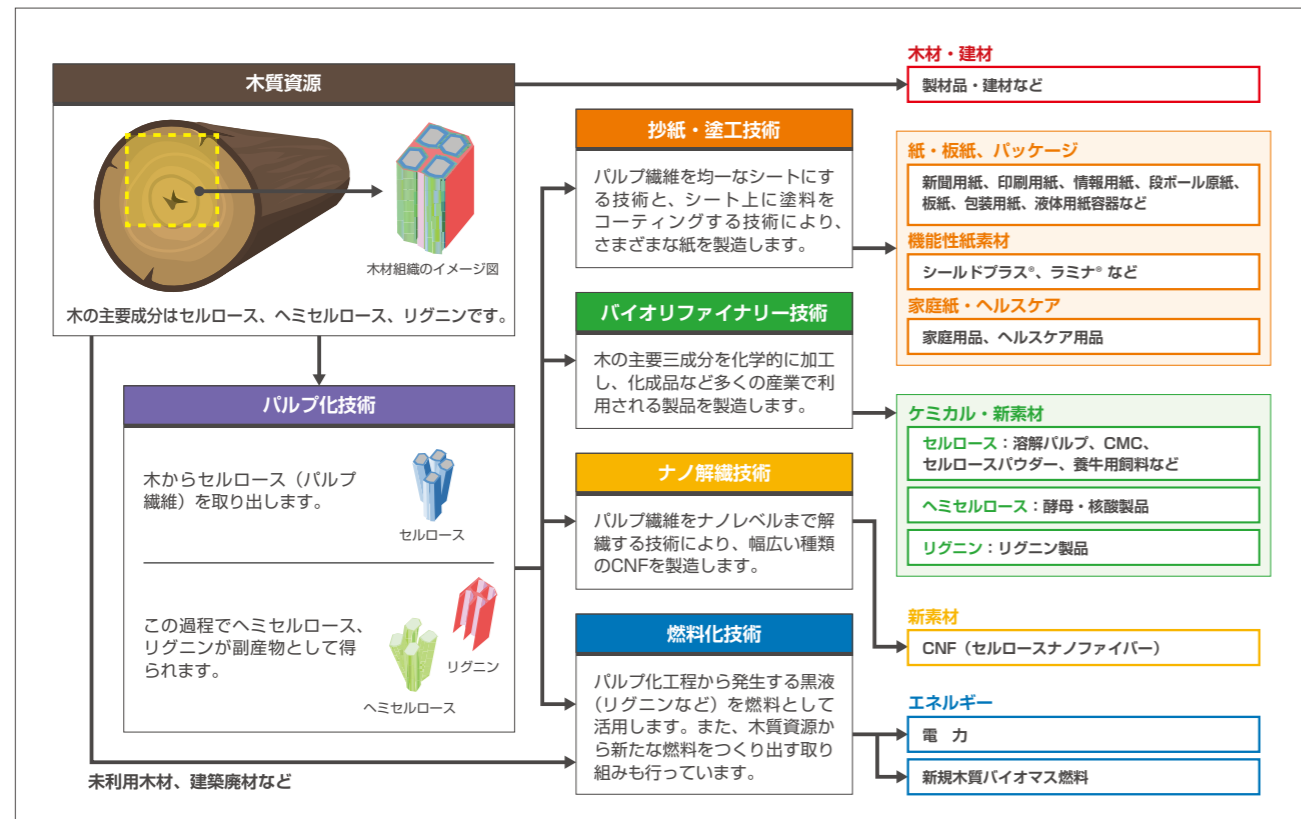 木質資源
木材組織のイメージ図
木の主要成分はセルロース、ヘミセルロース、リグニンです。
パルプ化技術
木からセルロース（パルプ
繊維）を取り出します。
セルロース
この過程でヘミセルロース、
リグニンが副産物として得
られます。
リグニン
ヘミセルロース
未利用木材、建築廃材など
抄紙・塗工技術
パルプ繊維を均一なシートにす
る技術と、シート上に塗料を
コーティングする技術により、
さまざまな紙を製造します。
バイオリファイナリー技術
木の主要三成分を化学的に加工
し、化成品など多くの産業で利
用される製品を製造します。
ナノ解繊技術
パルプ繊維をナノレベルまで解
繊する技術により、幅広い種類
のCNFを製造します。
燃料化技術
パルプ化工程から発生する黒液
（リグニンなど）を燃料として
活用します。また、木質資源か
ら新たな燃料をつくり出す取り
組みも行っています。
木材・建材
製材品・建材など
紙・板紙、パッケージ
新聞用紙、印刷用紙、情報用紙、段ボール原紙、
板紙、包装用紙、液体用紙容器など
機能性紙素材
シールドプラス®、ラミナ® など
家庭紙・ヘルスケア
家庭用品、ヘルスケア用品
ケミカル・新素材
セルロース：溶解パルプ、CMC、
セルロースパウダー、養牛用飼料など
ヘミセルロース：酵母・核酸製品
リグニン：リグニン製品
新素材
CNF（セルロースナノファイバー）
エネルギー
電　力
新規木質バイオマス燃料